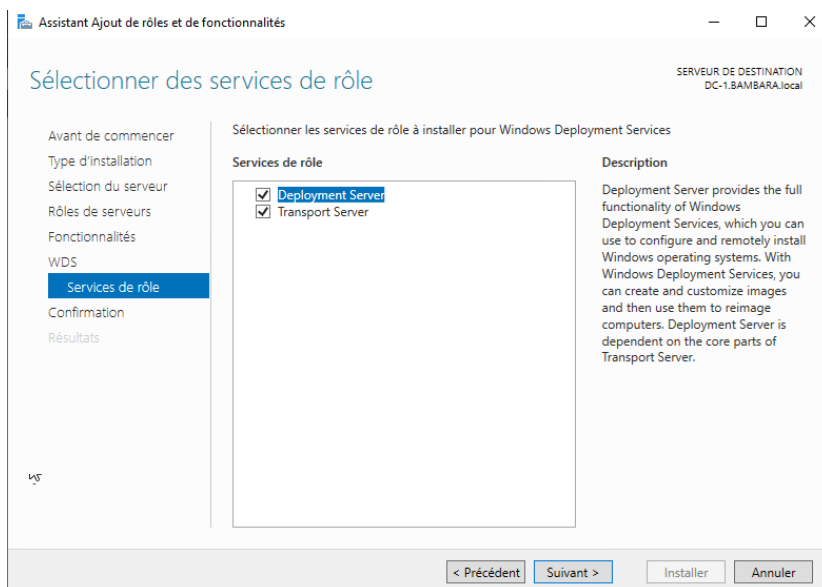 Assistant Ajout de rôles et de fonctionnalités
Sélectionner des services de rôle
SERVEUR DE DESTINATION
DC-1.BAMBARA.local
Avant de commencer
Type d'installation
Sélection du serveur
Rôles de serveurs
Fonctionnalités
WDS
Services de rôle
Confirmation
Résultats
Sélectionner les services de rôle à installer pour Windows Deployment Services
Services de rôle
Deployment Server
Transport Server
Description
Deployment Server provides the full
functionality of Windows
Deployment Services, which you can
use to configure and remotely install
Windows operating systems. With
Windows Deployment Services, you
can create and customize images
and then use them to reimage
computers. Deployment Server is
dependent on the core parts of
Transport Server.
< Précédent
Suivant >
Installer
Annuler